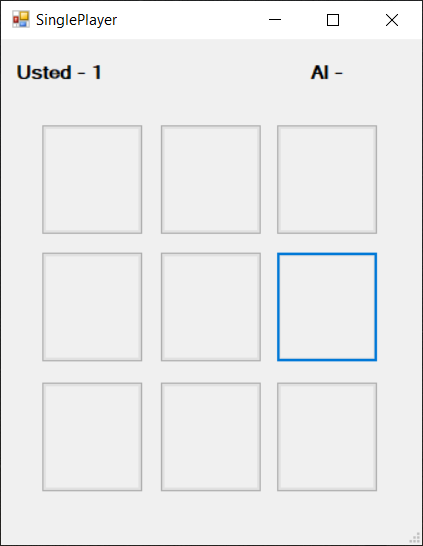 SinglePlayer
Usted - 1
AI -